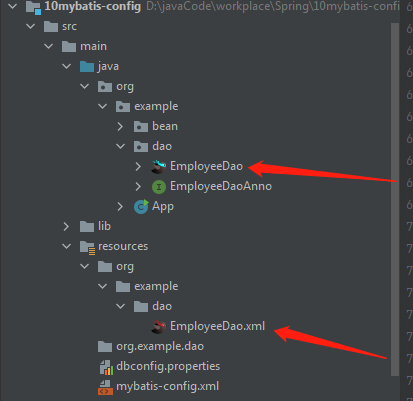 10mybatis-config D:\javaCode\workplace\Spring\10mybatis-confi
src
main
java
org
example
bean
dao
EmployeeDao
EmployeeDaoAnno
App
lib
resources
org
example
dao
EmployeeDao.xml
org.example.dao
dbconfig.properties
mybatis-config.xml